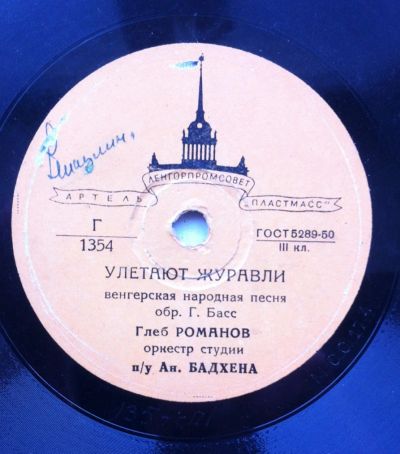 ЛЕНГОРПРОМСОВЕТ
АРТЕЛЬ „ПЛАСТМАСС"
Г
1354
ГОСТ 5289-50
III кл.
УЛЕТАЮТ ЖУРАВЛИ
венгерская народная песня
обр. Г. Басс
Глеб РОМАНОВ
оркестр студии
п/у Ан. БАДХЕНА